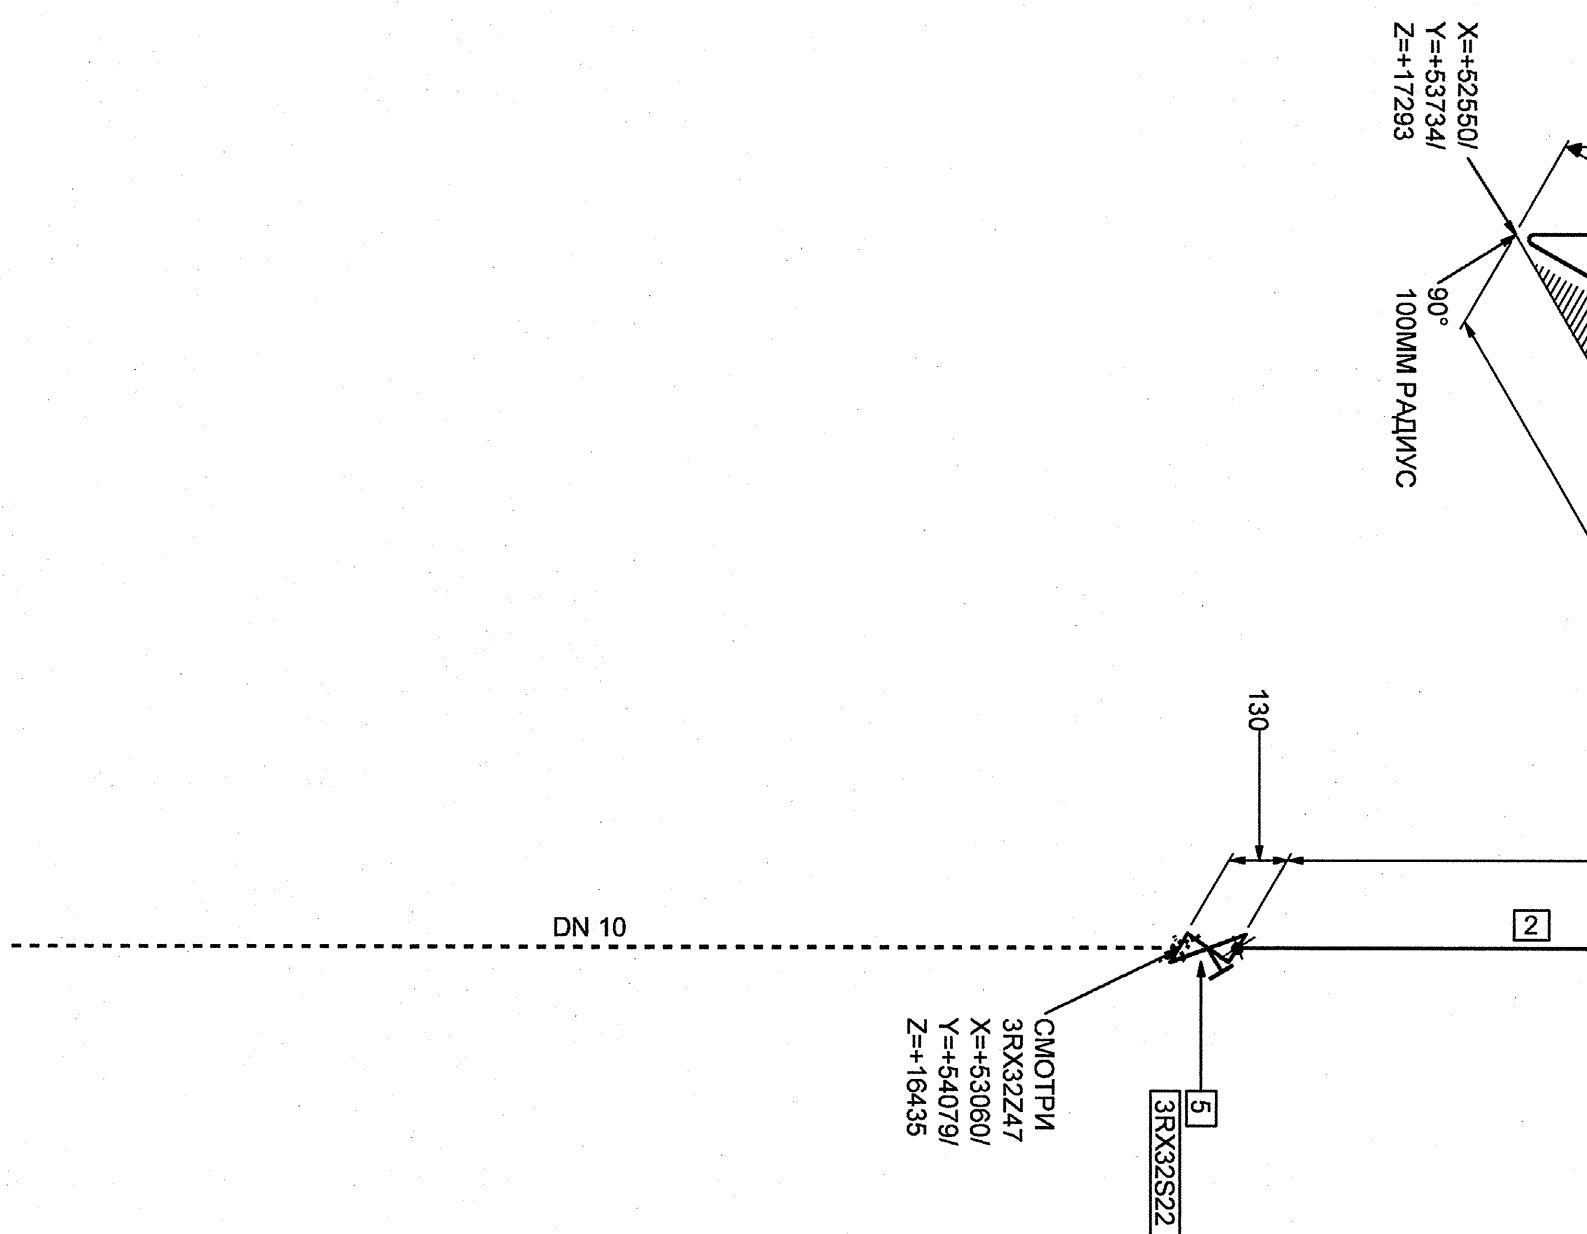 X=+52550/
Y=+53734/
Z=+17293
90°
100ММ РАДИУС
130
DN 10
2
СМОТРИ
3RX32Z47
X=+53060/
Y=+54079/
Z=+16435
5
3RX32S22